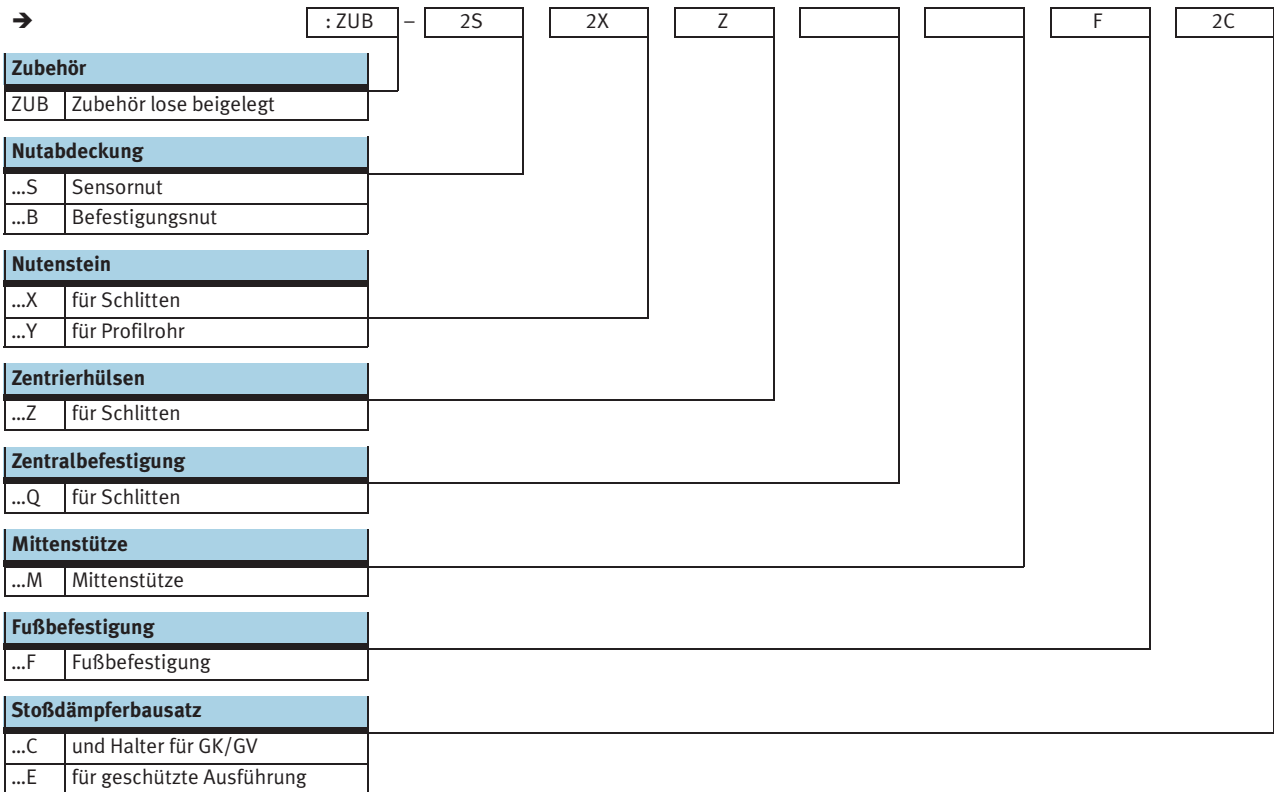 ➔ : ZUB – 2S 2X Z F 2C
Zubehör
ZUB Zubehör lose beigelegt
Nutabdeckung
...S Sensornut
...B Befestigungsnut
Nutenstein
...X für Schlitten
...Y für Profilrohr
Zentrierhülsen
...Z für Schlitten
Zentralbefestigung
...Q für Schlitten
Mittenstütze
...M Mittenstütze
Fußbefestigung
...F Fußbefestigung
Stoßdämpferbausatz
...C und Halter für GK/GV
...E für geschützte Ausführung